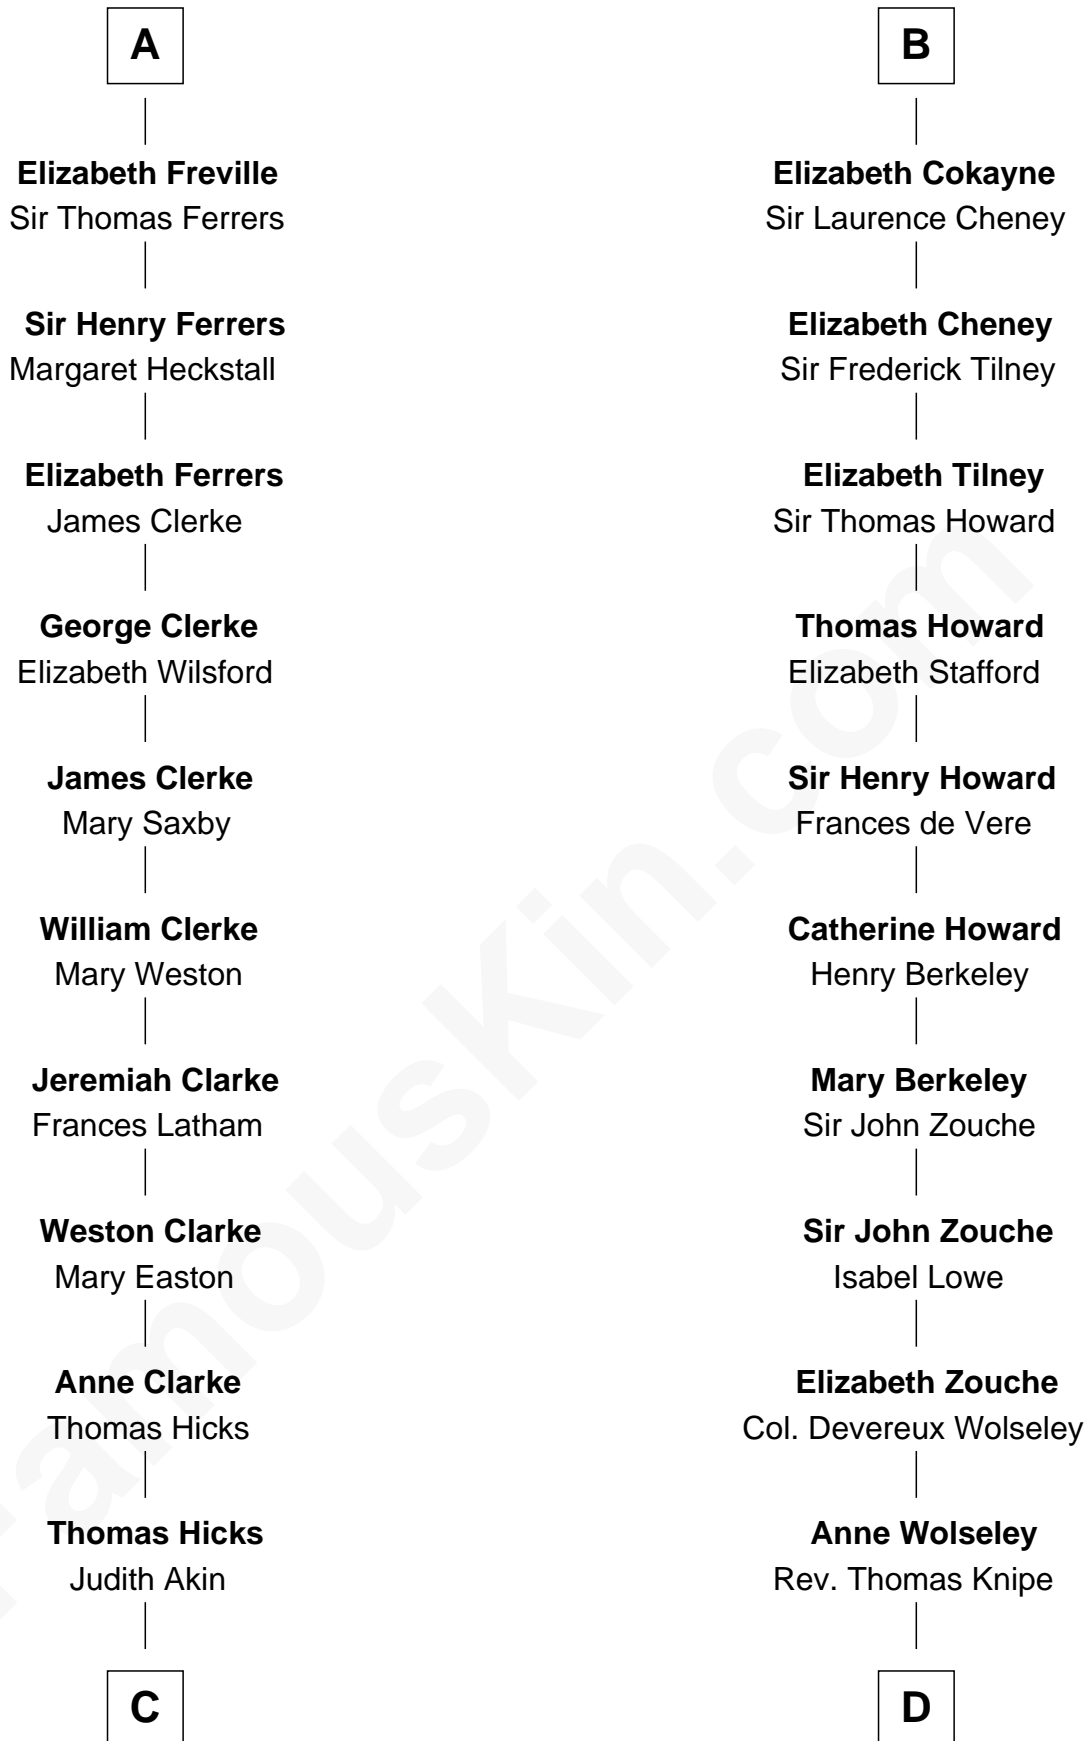 A
Elizabeth Freville
Sir Thomas Ferrers
Sir Henry Ferrers
Margaret Heckstall
Elizabeth Ferrers
James Clerke
George Clerke
Elizabeth Wilsford
James Clerke
Mary Saxby
William Clerke
Mary Weston
Jeremiah Clarke
Frances Latham
Weston Clarke
Mary Easton
Anne Clarke
Thomas Hicks
Thomas Hicks
Judith Akin
C
B
Elizabeth Cokayne
Sir Laurence Cheney
Elizabeth Cheney
Sir Frederick Tilney
Elizabeth Tilney
Sir Thomas Howard
Thomas Howard
Elizabeth Stafford
Sir Henry Howard
Frances de Vere
Catherine Howard
Henry Berkeley
Mary Berkeley
Sir John Zouche
Sir John Zouche
Isabel Lowe
Elizabeth Zouche
Col. Devereux Wolseley
Anne Wolseley
Rev. Thomas Knipe
D
FamousKin.com